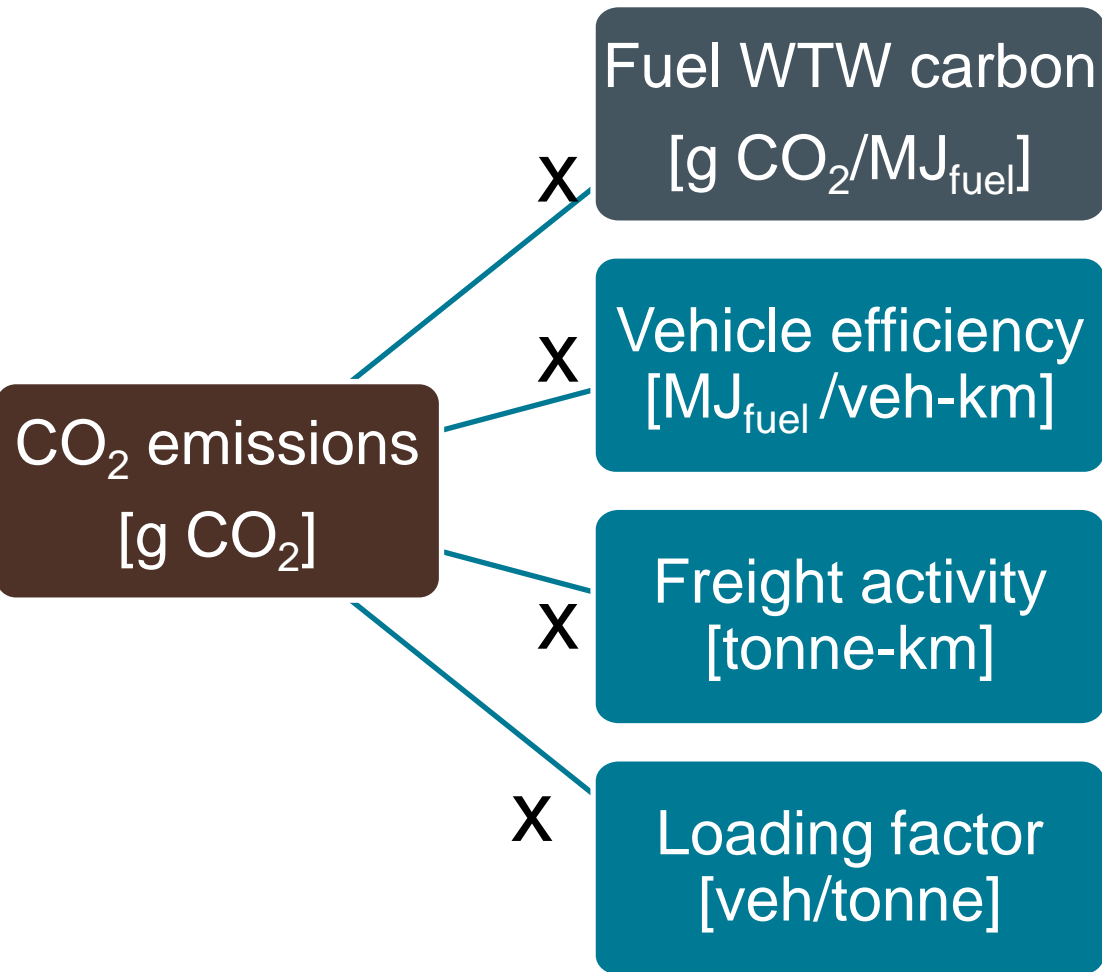 Fuel WTW carbon
[g CO₂/MJfuel]
X
Vehicle efficiency
[MJfuel /veh-km]
X
CO₂ emissions
[g CO₂]
Freight activity
[tonne-km]
X
Loading factor
[veh/tonne]
X